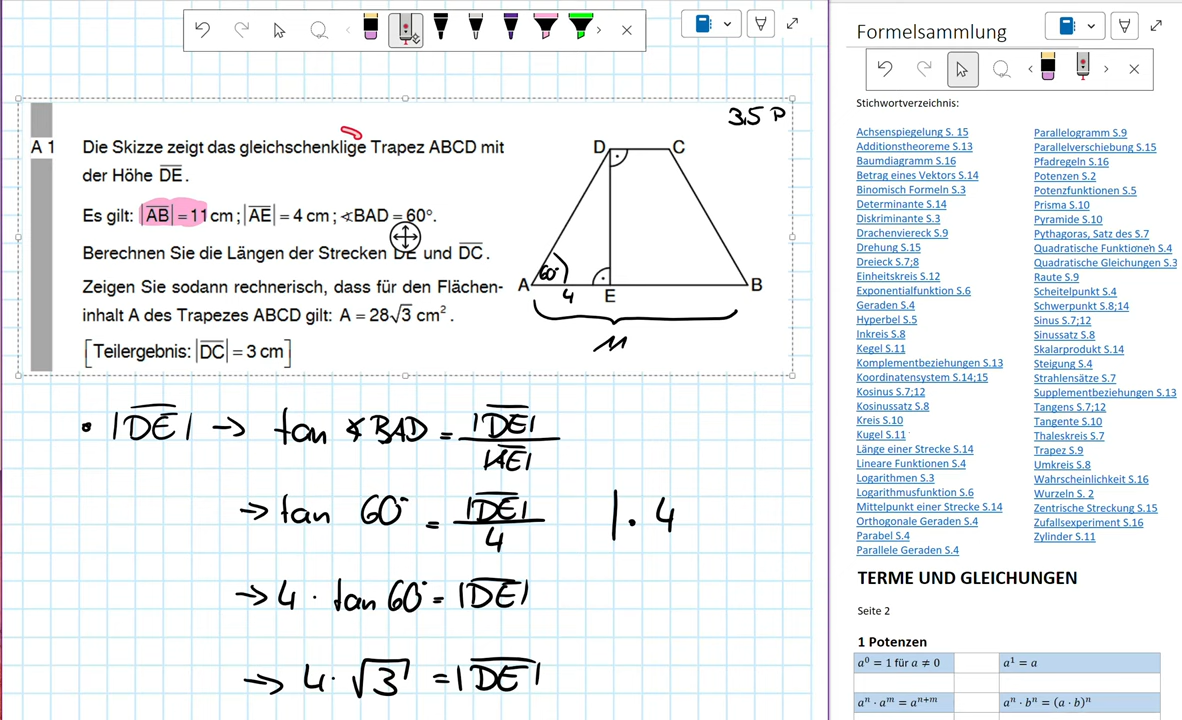 Formelsammlung
Stichwortverzeichnis:
3,5 P
A 1 Die Skizze zeigt das gleichschenklige Trapez ABCD mit
der Höhe DE.
Es gilt: |AB| = 11 cm ; |AE| = 4 cm ; ∢BAD = 60°.
Berechnen Sie die Längen der Strecken DE und DC.
Zeigen Sie sodann rechnerisch, dass für den Flächen-
inhalt A des Trapezes ABCD gilt: A = 28√3 cm².
[Teilergebnis: |DC| = 3 cm]
D C
60°
A 4 E B
11
• |DE| → tan ∢BAD = |DE| / |AE|
→ tan 60° = |DE| / 4 | · 4
→ 4 · tan 60° = |DE|
→ 4 · √3 = |DE|
Achsenspiegelung S. 15
Additionstheoreme S.13
Baumdiagramm S.16
Betrag eines Vektors S.14
Binomisch Formeln S.3
Determinante S.14
Diskriminante S.3
Drachenviereck S.9
Drehung S.15
Dreieck S.7;8
Einheitskreis S.12
Exponentialfunktion S.6
Geraden S.4
Hyperbel S.5
Inkreis S.8
Kegel S.11
Komplementbeziehungen S.13
Koordinatensystem S.14;15
Kosinus S.7;12
Kosinussatz S.8
Kreis S.10
Kugel S.11
Länge einer Strecke S.14
Lineare Funktionen S.4
Logarithmen S.3
Logarithmusfunktion S.6
Mittelpunkt einer Strecke S.14
Orthogonale Geraden S.4
Parabel S.4
Parallele Geraden S.4
Parallelogramm S.9
Parallelverschiebung S.15
Pfadregeln S.16
Potenzen S.2
Potenzfunktionen S.5
Prisma S.10
Pyramide S.10
Pythagoras, Satz des S.7
Quadratische Funktionen S.4
Quadratische Gleichungen S.3
Raute S.9
Scheitelpunkt S.4
Schwerpunkt S.8;14
Sinus S.7;12
Sinussatz S.8
Skalarprodukt S.14
Steigung S.4
Strahlensätze S.7
Supplementbeziehungen S.13
Tangens S.7;12
Tangente S.10
Thaleskreis S.7
Trapez S.9
Umkreis S.8
Wahrscheinlichkeit S.16
Wurzeln S. 2
Zentrische Streckung S.15
Zufallsexperiment S.16
Zylinder S.11
TERME UND GLEICHUNGEN
Seite 2
1 Potenzen
a⁰ = 1 für a ≠ 0 a¹ = a
aⁿ · aᵐ = aⁿ⁺ᵐ aⁿ · bⁿ = (a · b)ⁿ